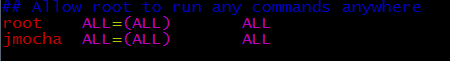 ## Allow root to run any commands anywhere
root    ALL=(ALL)       ALL
jmocha  ALL=(ALL)       ALL